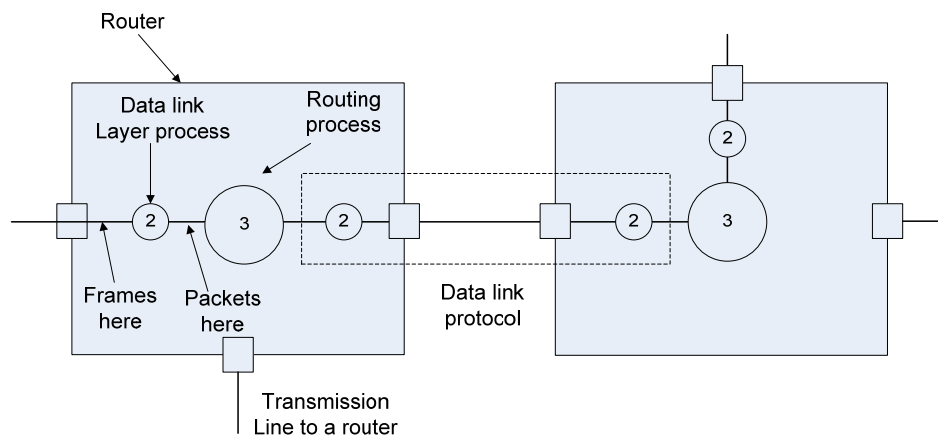 Router
Data link
Layer process
Routing
process
2
3
2
2
3
2
Frames
here
Packets
here
Data link
protocol
Transmission
Line to a router